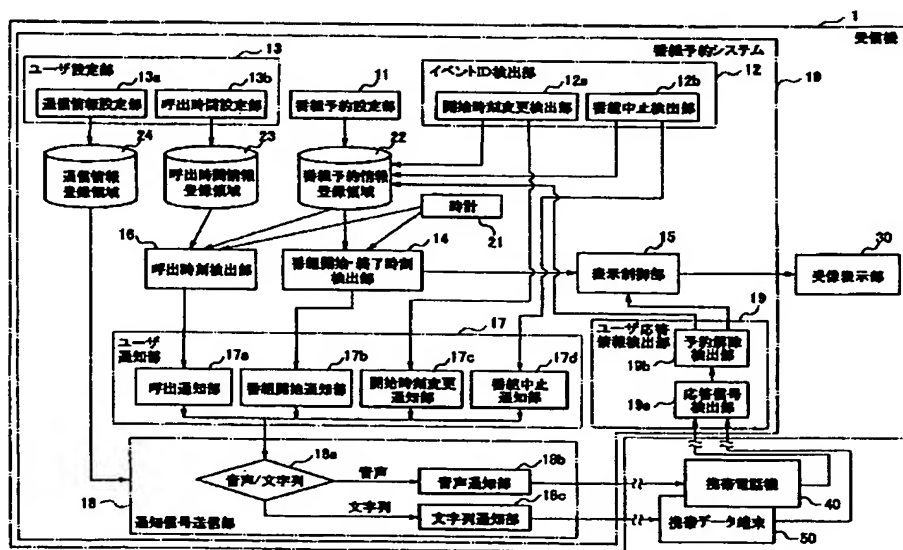 1
受信機
番組予約システム
10
13
ユーザ設定部
13a
通信情報設定部
13b
呼出時間設定部
11
番組予約設定部
イベントID検出部
12
12a
開始時刻変更検出部
12b
番組中止検出部
24
通信情報
登録領域
23
呼出時間情報
登録領域
22
番組予約情報
登録領域
時計
21
16
呼出時刻検出部
14
番組開始・終了時刻
検出部
15
表示制御部
30
受像表示部
17
ユーザ
通知部
17a
呼出通知部
17b
番組開始通知部
17c
開始時刻変更
通知部
17d
番組中止
通知部
19
ユーザ応答
情報検出部
予約解除
検出部
19b
応答信号
検出部
19a
18
通知信号送信部
18a
音声/文字列
音声
文字列
18b
音声通知部
18c
文字列通知部
携帯電話機
40
携帯データ端末
50